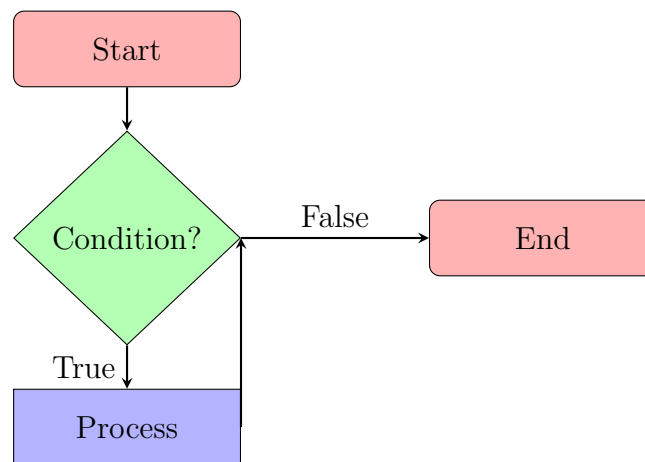 Start
Condition?
False
End
True
Process